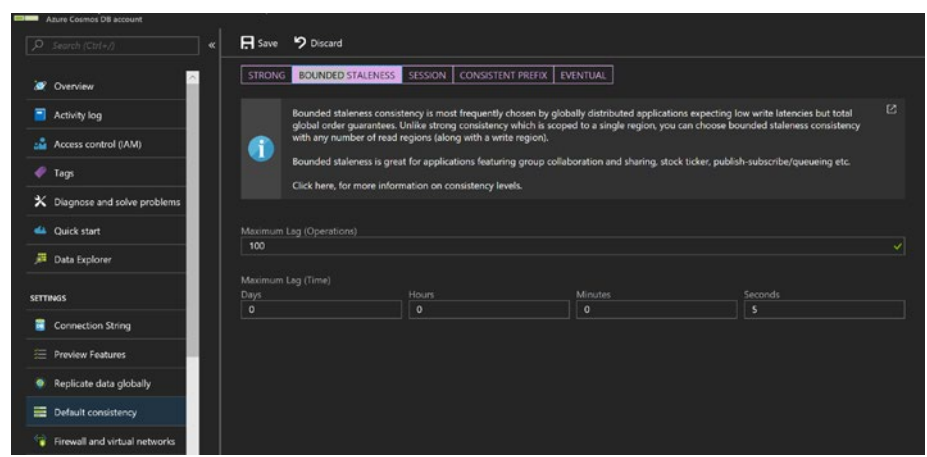 Azure Cosmos DB account
Search (Ctrl+/)
«
Overview
Activity log
Access control (IAM)
Tags
Diagnose and solve problems
Quick start
Data Explorer
SETTINGS
Connection String
Preview Features
Replicate data globally
Default consistency
Firewall and virtual networks
Save Discard
STRONG BOUNDED STALENESS SESSION CONSISTENT PREFIX EVENTUAL
Bounded staleness consistency is most frequently chosen by globally distributed applications expecting low write latencies but total
global order guarantees. Unlike strong consistency which is scoped to a single region, you can choose bounded staleness consistency
with any number of read regions (along with a write region).
Bounded staleness is great for applications featuring group collaboration and sharing, stock ticker, publish-subscribe/queueing etc.
Click here, for more information on consistency levels.
Maximum Lag (Operations)
100
Maximum Lag (Time)
Days Hours Minutes Seconds
0 0 0 5